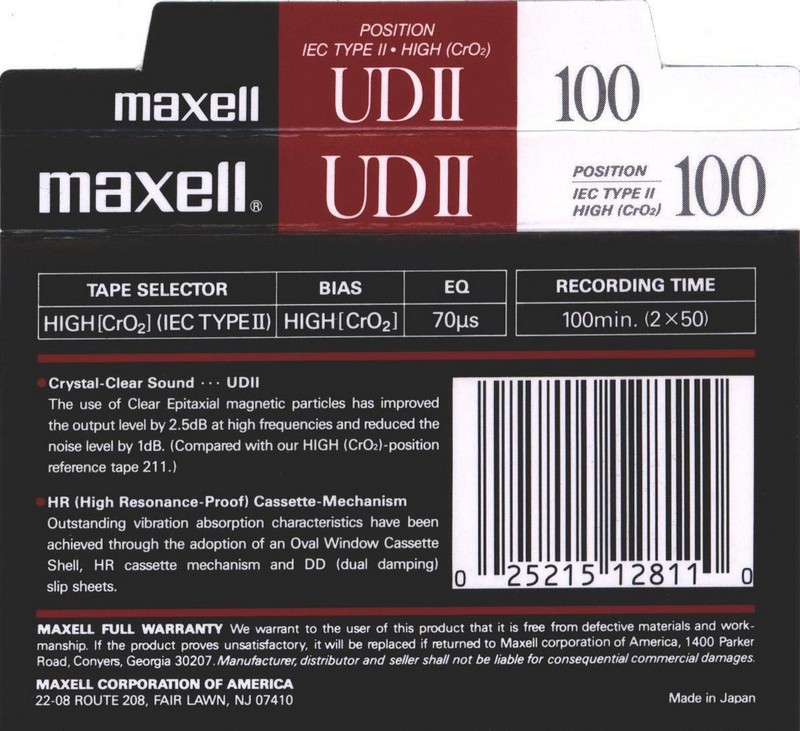 POSITION
IEC TYPE II • HIGH (CrO₂)
maxell UDII 100
maxell® UDII POSITION IEC TYPE II HIGH (CrO₂) 100
TAPE SELECTOR BIAS EQ RECORDING TIME
HIGH[CrO₂] (IEC TYPE II) HIGH[CrO₂] 70µs 100min. (2×50)
•Crystal-Clear Sound ··· UDII
The use of Clear Epitaxial magnetic particles has improved
the output level by 2.5dB at high frequencies and reduced the
noise level by 1dB. (Compared with our HIGH (CrO₂)-position
reference tape 211.)
•HR (High Resonance-Proof) Cassette-Mechanism
Outstanding vibration absorption characteristics have been
achieved through the adoption of an Oval Window Cassette
Shell, HR cassette mechanism and DD (dual damping)
slip sheets.
0 25215 12811 0
MAXELL FULL WARRANTY We warrant to the user of this product that it is free from defective materials and work-
manship. If the product proves unsatisfactory, it will be replaced if returned to Maxell corporation of America, 1400 Parker
Road, Conyers, Georgia 30207. Manufacturer, distributor and seller shall not be liable for consequential commercial damages.
MAXELL CORPORATION OF AMERICA
22-08 ROUTE 208, FAIR LAWN, NJ 07410
Made in Japan